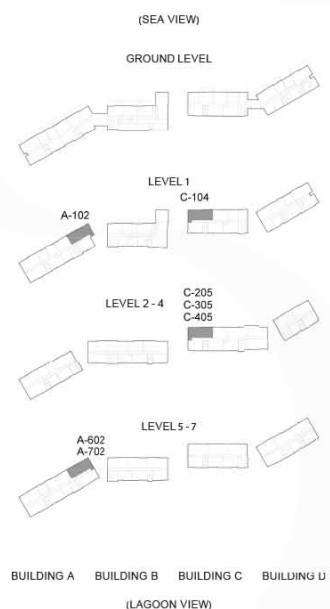 (SEA VIEW)
GROUND LEVEL
LEVEL 1
C-104
A-102
C-205
LEVEL 2 - 4
C-305
C-405
LEVEL 5 - 7
A-602
A-702
BUILDING A BUILDING B BUILDING C BUILDING D
(LAGOON VIEW)